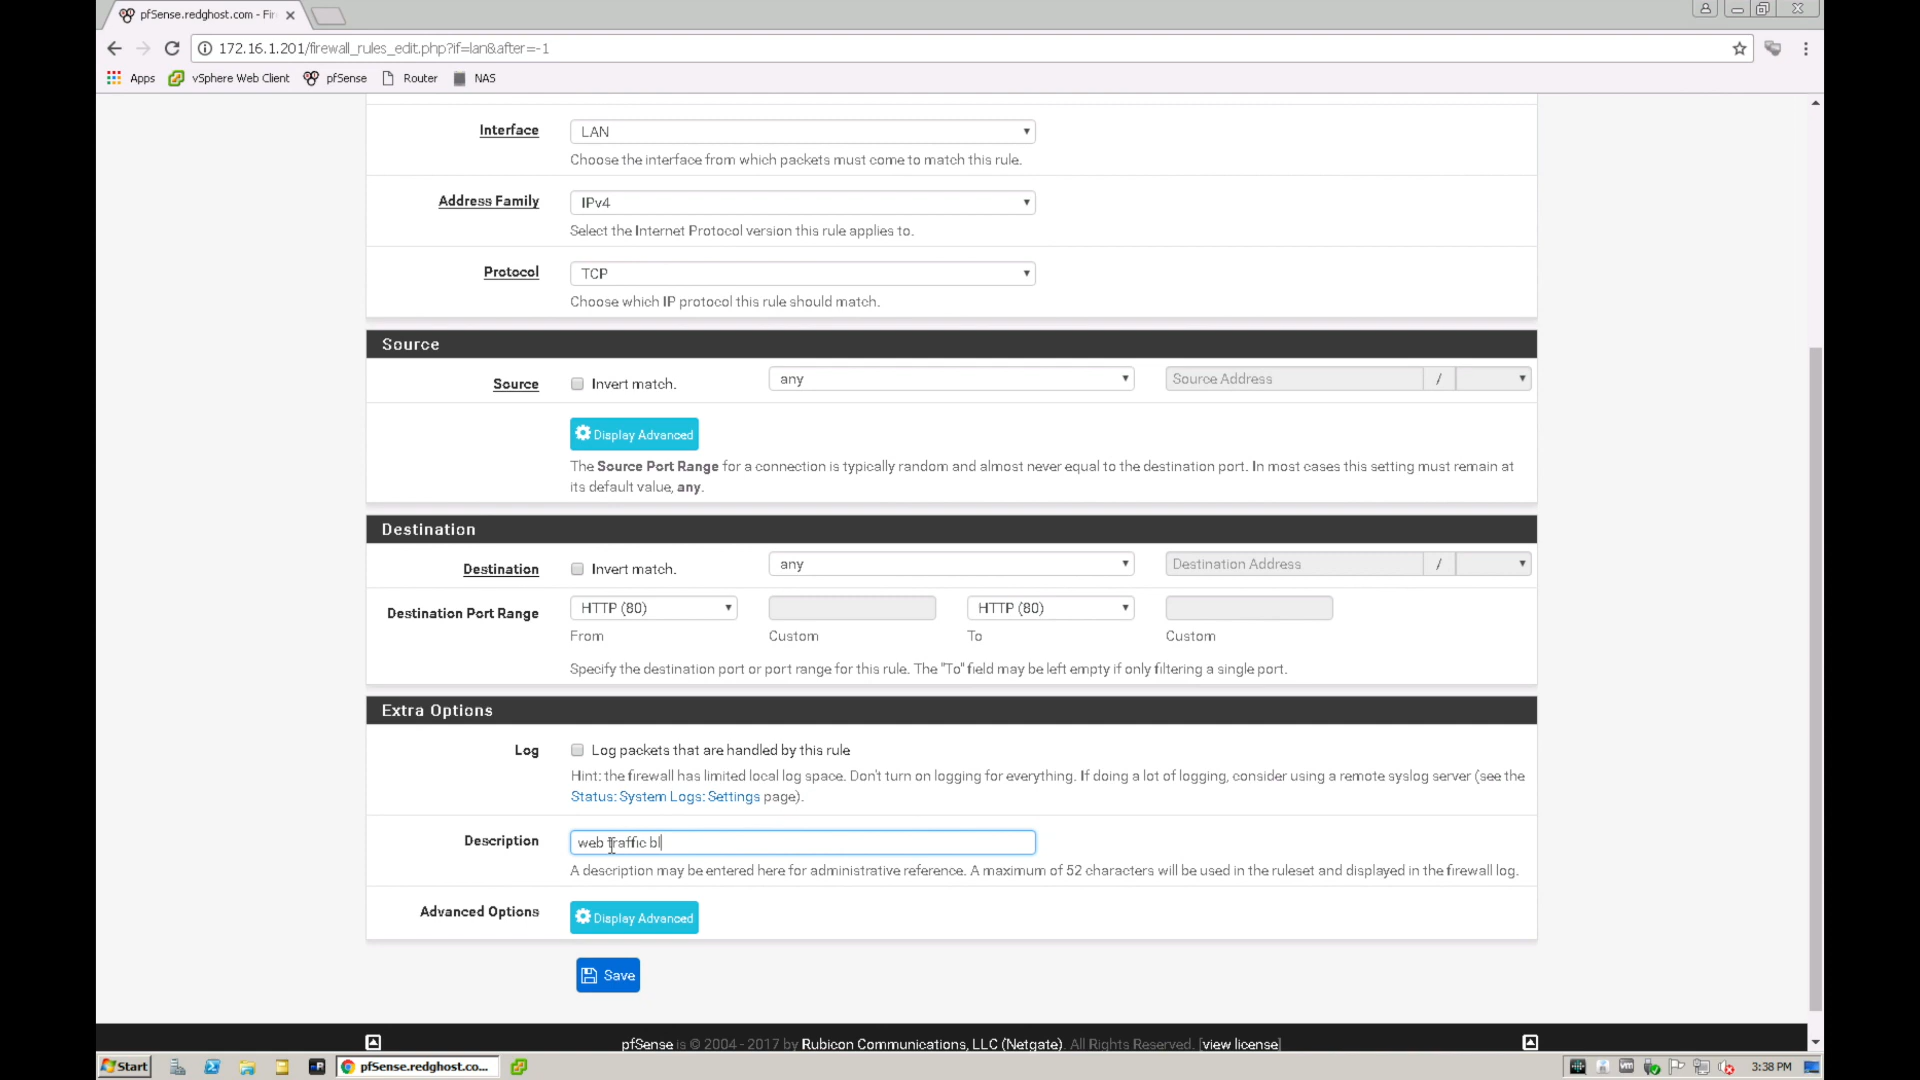 pfSense.redghost.com - Fir
172.16.1.201/firewall_rules_edit.php?if=lan&after=-1
Apps vSphere Web Client pfSense Router NAS
Interface LAN
Choose the interface from which packets must come to match this rule.
Address Family IPv4
Select the Internet Protocol version this rule applies to.
Protocol TCP
Choose which IP protocol this rule should match.
Source
Source Invert match. any Source Address /
Display Advanced
The Source Port Range for a connection is typically random and almost never equal to the destination port. In most cases this setting must remain at
its default value, any.
Destination
Destination Invert match. any Destination Address /
Destination Port Range HTTP (80) HTTP (80)
From Custom To Custom
Specify the destination port or port range for this rule. The "To" field may be left empty if only filtering a single port.
Extra Options
Log Log packets that are handled by this rule
Hint: the firewall has limited local log space. Don't turn on logging for everything. If doing a lot of logging, consider using a remote syslog server (see the
Status: System Logs: Settings page).
Description web traffic bl
A description may be entered here for administrative reference. A maximum of 52 characters will be used in the ruleset and displayed in the firewall log.
Advanced Options Display Advanced
Save
pfSense is © 2004 - 2017 by Rubicon Communications, LLC (Netgate). All Rights Reserved. [view license]
Start pfSense.redghost.co... 3:38 PM